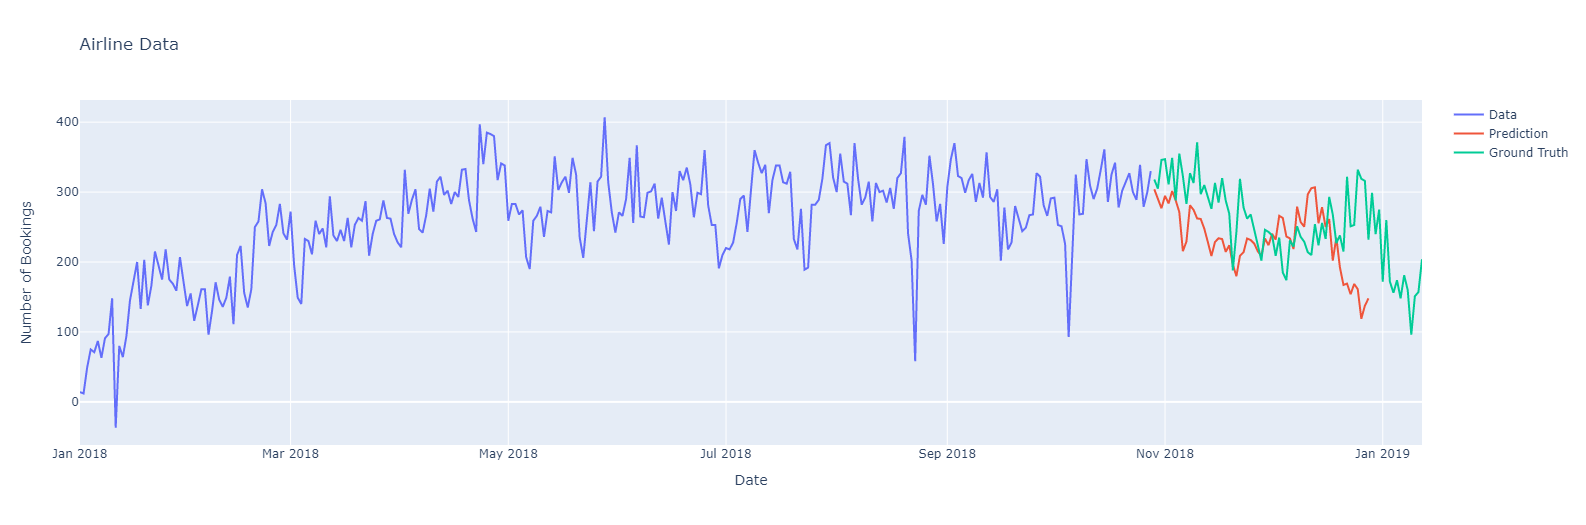 Airline Data
Data
Prediction
Ground Truth
Number of Bookings
400
300
200
100
0
Jan 2018
Mar 2018
May 2018
Jul 2018
Sep 2018
Nov 2018
Jan 2019
Date